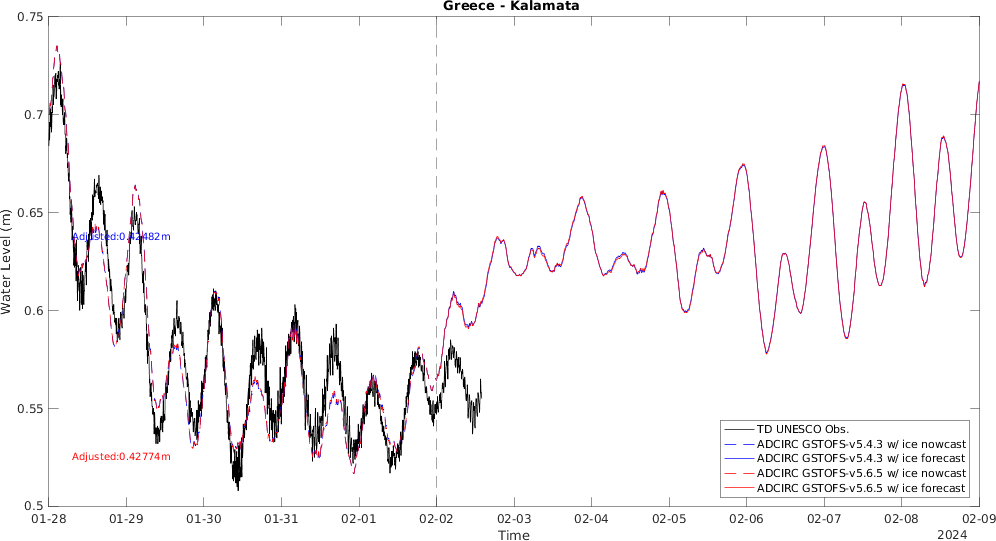 Greece - Kalamata
0.75
0.7
0.65
0.6
0.55
0.5
Water Level (m)
Adjusted:0.42482m
Adjusted:0.42774m
TD UNESCO Obs.
ADCIRC GSTOFS-v5.4.3 w/ ice nowcast
ADCIRC GSTOFS-v5.4.3 w/ ice forecast
ADCIRC GSTOFS-v5.6.5 w/ ice nowcast
ADCIRC GSTOFS-v5.6.5 w/ ice forecast
01-28 01-29 01-30 01-31 02-01 02-02 02-03 02-04 02-05 02-06 02-07 02-08 02-09
Time
2024